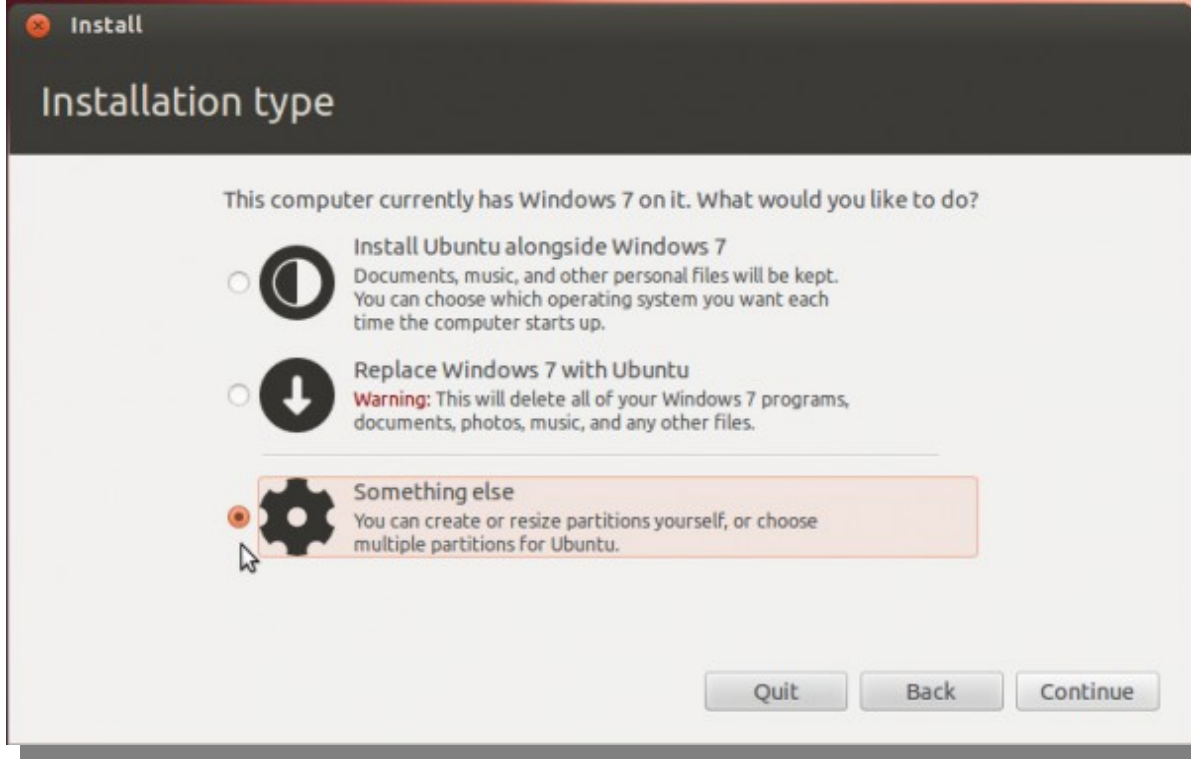 Install
Installation type
This computer currently has Windows 7 on it. What would you like to do?
Install Ubuntu alongside Windows 7
Documents, music, and other personal files will be kept.
You can choose which operating system you want each
time the computer starts up.
Replace Windows 7 with Ubuntu
Warning: This will delete all of your Windows 7 programs,
documents, photos, music, and any other files.
Something else
You can create or resize partitions yourself, or choose
multiple partitions for Ubuntu.
Quit Back Continue